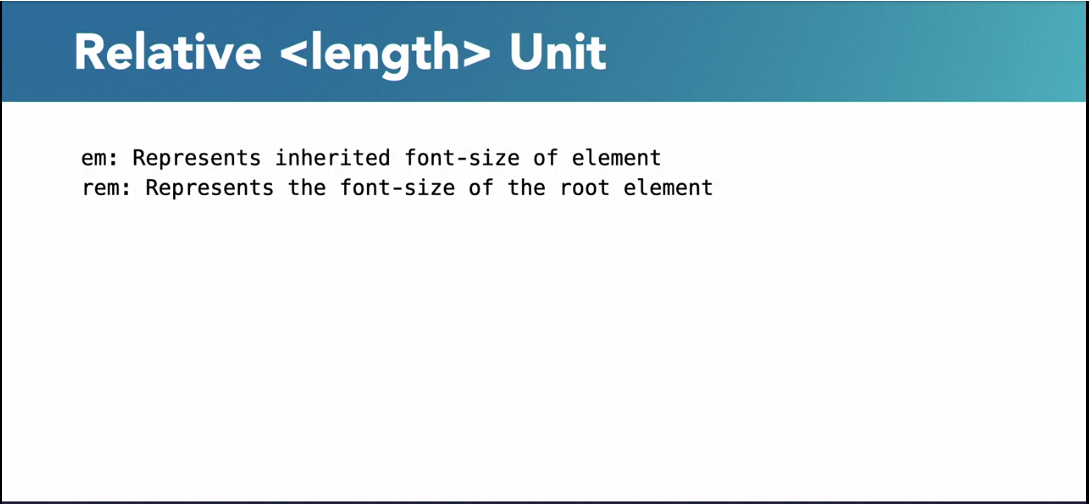 Relative <length> Unit
em: Represents inherited font-size of element
rem: Represents the font-size of the root element